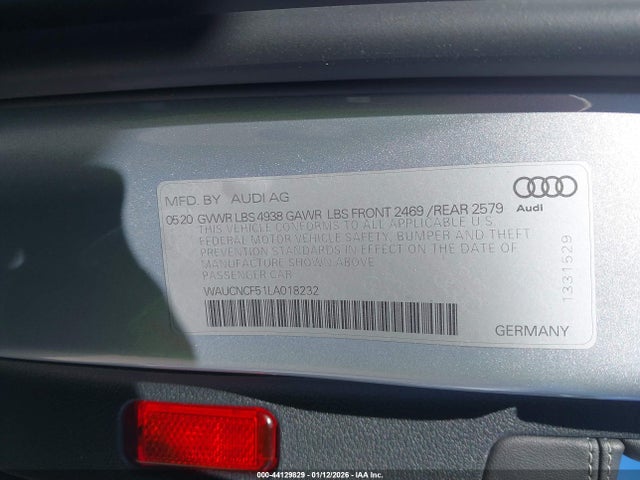 MFD. BY AUDI AG
05.20 GVWR LBS 4938 GAWR LBS FRONT 2469 /REAR 2579
THIS VEHICLE CONFORMS TO ALL APPLICABLE U.S.
FEDERAL MOTOR VEHICLE SAFETY, BUMPER AND THEFT
PREVENTION STANDARDS IN EFFECT ON THE DATE OF
MANUFACTURE SHOWN ABOVE
PASSENGER CAR
WAUCNCF51LA018232
Audi
1331529
GERMANY
000-44129829 01/12/2026 IAA Inc.